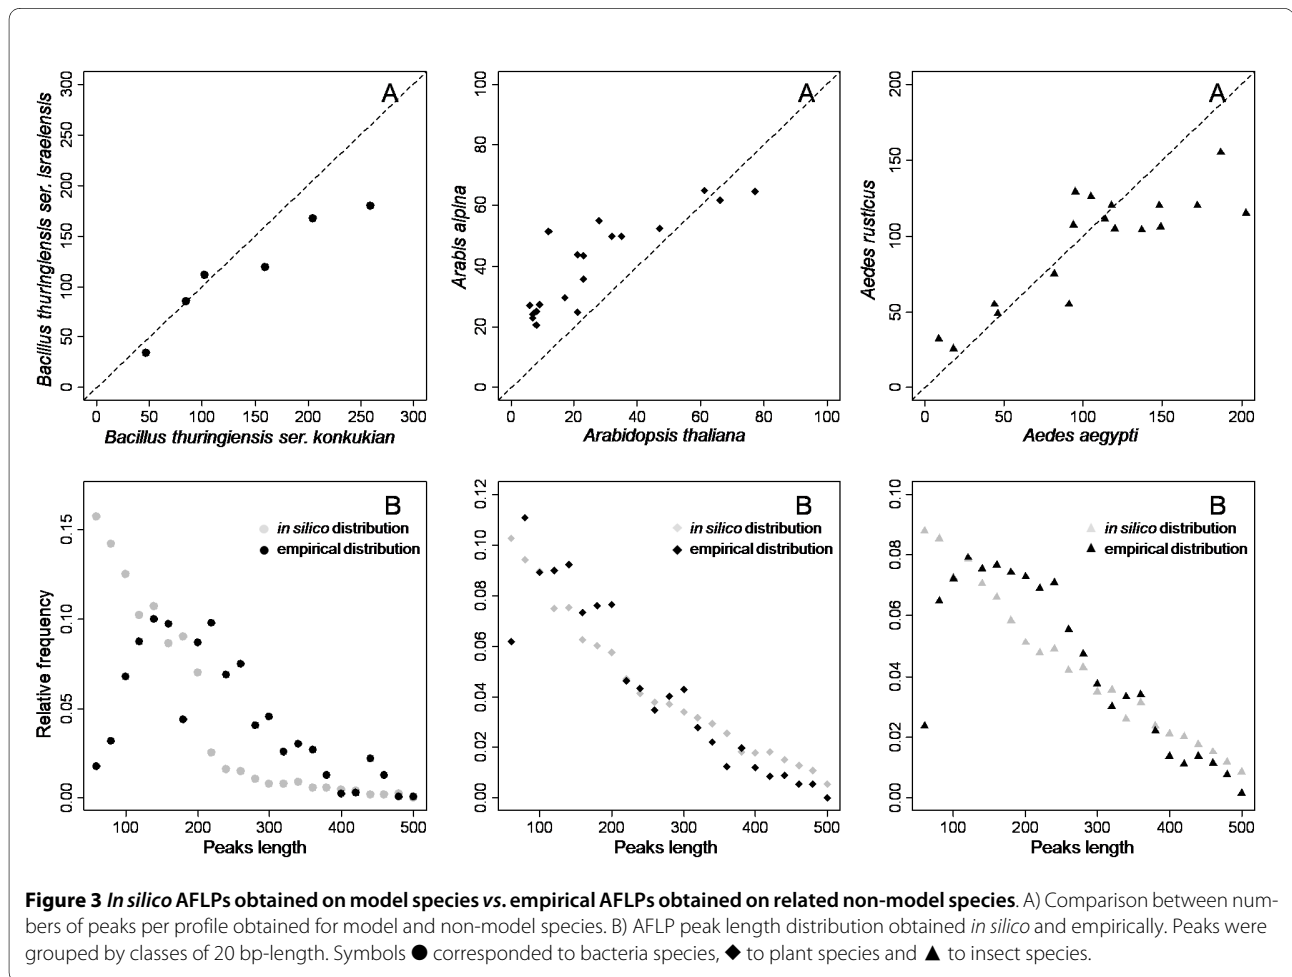 A
300
250
200
150
100
50
0
Bacillus thuringiensis ser. israelensis
0 50 100 150 200 250 300
Bacillus thuringiensis ser. konkukian
A
100
80
60
40
20
0
Arabis alpina
0 20 40 60 80 100
Arabidopsis thaliana
A
200
150
100
50
0
Aedes rusticus
0 50 100 150 200
Aedes aegypti
B
in silico distribution
empirical distribution
0.15
0.10
0.05
0.00
Relative frequency
100 200 300 400 500
Peaks length
B
in silico distribution
empirical distribution
0.12
0.10
0.08
0.06
0.04
0.02
0.00
100 200 300 400 500
Peaks length
B
in silico distribution
empirical distribution
0.10
0.08
0.06
0.04
0.02
0.00
100 200 300 400 500
Peaks length
Figure 3 In silico AFLPs obtained on model species vs. empirical AFLPs obtained on related non-model species. A) Comparison between num-
bers of peaks per profile obtained for model and non-model species. B) AFLP peak length distribution obtained in silico and empirically. Peaks were
grouped by classes of 20 bp-length. Symbols ● corresponded to bacteria species, ◆ to plant species and ▲ to insect species.